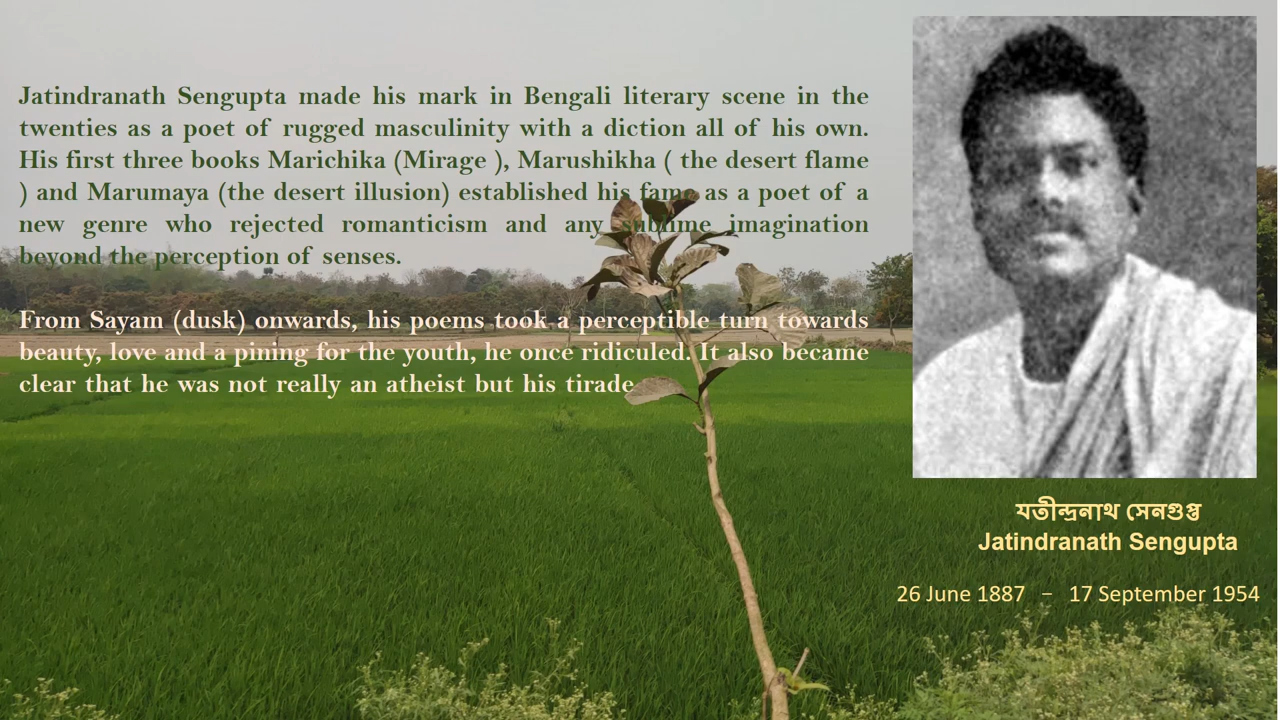 Jatindranath Sengupta made his mark in Bengali literary scene in the
twenties as a poet of rugged masculinity with a diction all of his own.
His first three books Marichika (Mirage ), Marushikha ( the desert flame
) and Marumaya (the desert illusion) established his fame as a poet of a
new genre who rejected romanticism and any sublime imagination
beyond the perception of senses.
From Sayam (dusk) onwards, his poems took a perceptible turn towards
beauty, love and a pining for the youth, he once ridiculed. It also became
clear that he was not really an atheist but his tirade
যতীন্দ্রনাথ সেনগুপ্ত
Jatindranath Sengupta
26 June 1887 – 17 September 1954